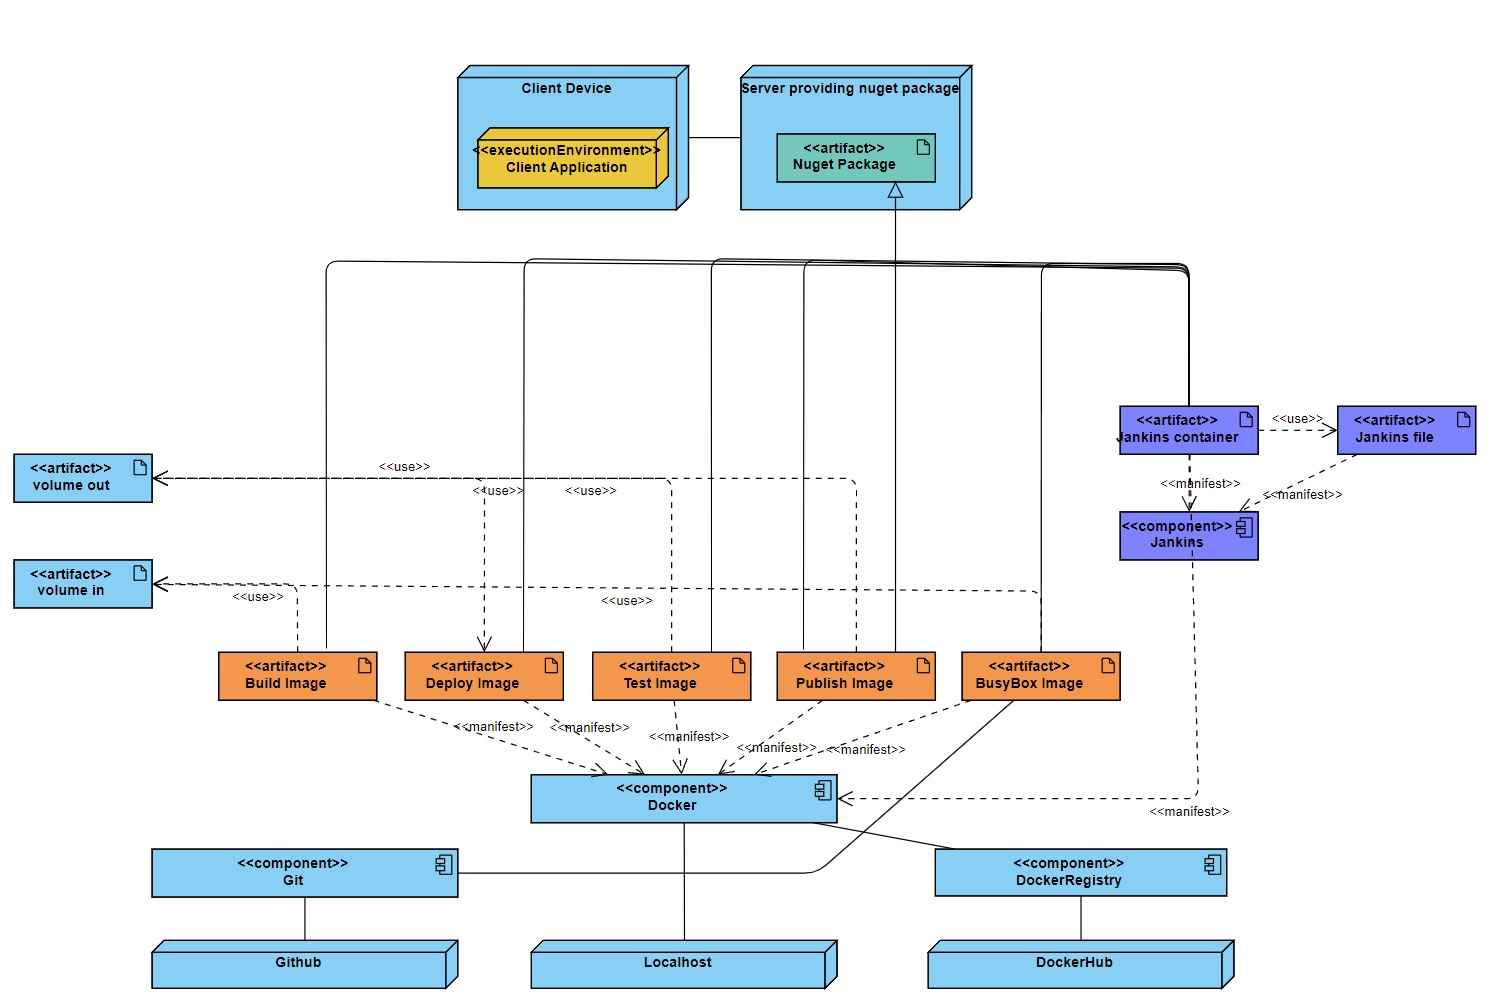 Client Device
Server providing nuget package
<<executionEnvironment>>
Client Application
<<artifact>>
Nuget Package
<<artifact>>
Jankins container
<<use>>
<<artifact>>
Jankins file
<<artifact>>
volume out
<<use>>
<<use>>
<<use>>
<<manifest>>
<<manifest>>
<<component>>
Jankins
<<artifact>>
volume in
<<use>>
<<use>>
<<artifact>>
Build Image
<<artifact>>
Deploy Image
<<artifact>>
Test Image
<<artifact>>
Publish Image
<<artifact>>
BusyBox Image
<<manifest>>
<<manifest>>
<<manifest>>
<<manifest>>
<<manifest>>
<<component>>
Docker
<<manifest>>
<<component>>
Git
<<component>>
DockerRegistry
Github
Localhost
DockerHub